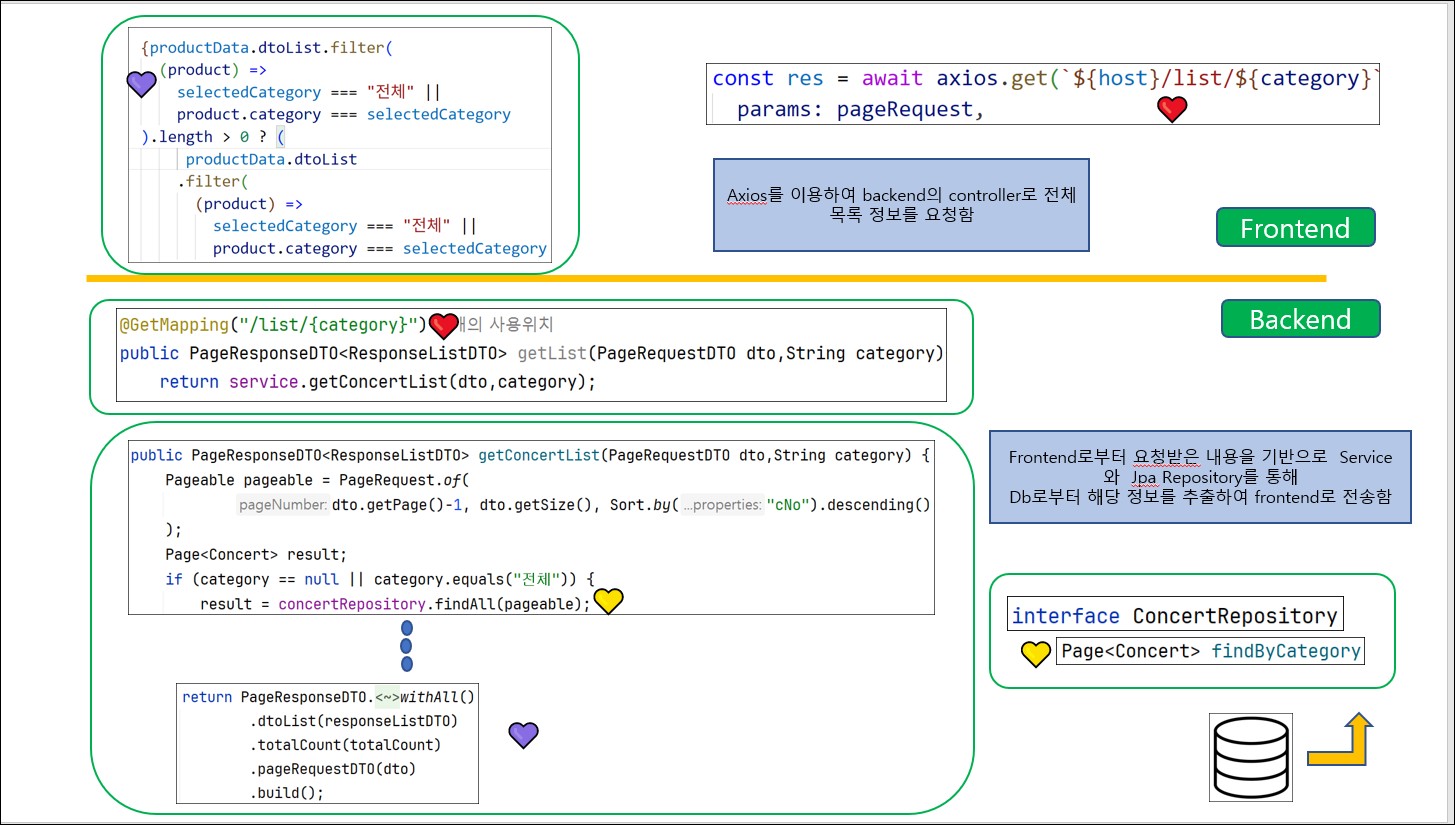 {productData.dtoList.filter(
(product) =>
selectedCategory === "전체" ||
product.category === selectedCategory
).length > 0 ? (
productData.dtoList
.filter(
(product) =>
selectedCategory === "전체" ||
product.category === selectedCategory
const res = await axios.get(`${host}/list/${category}`
params: pageRequest,
Axios를 이용하여 backend의 controller로 전체
목록 정보를 요청함
Frontend
Backend
@GetMapping("/list/{category}") 개의 사용위치
public PageResponseDTO<ResponseListDTO> getList(PageRequestDTO dto,String category)
return service.getConcertList(dto,category);
public PageResponseDTO<ResponseListDTO> getConcertList(PageRequestDTO dto,String category) {
Pageable pageable = PageRequest.of(
pageNumber: dto.getPage()-1, dto.getSize(), Sort.by( ...properties: "cNo").descending()
);
Page<Concert> result;
if (category == null || category.equals("전체")) {
result = concertRepository.findAll(pageable);
return PageResponseDTO.<~>withAll()
.dtoList(responseListDTO)
.totalCount(totalCount)
.pageRequestDTO(dto)
.build();
Frontend로부터 요청받은 내용을 기반으로 Service
와 Jpa Repository를 통해
Db로부터 해당 정보를 추출하여 frontend로 전송함
interface ConcertRepository
Page<Concert> findByCategory